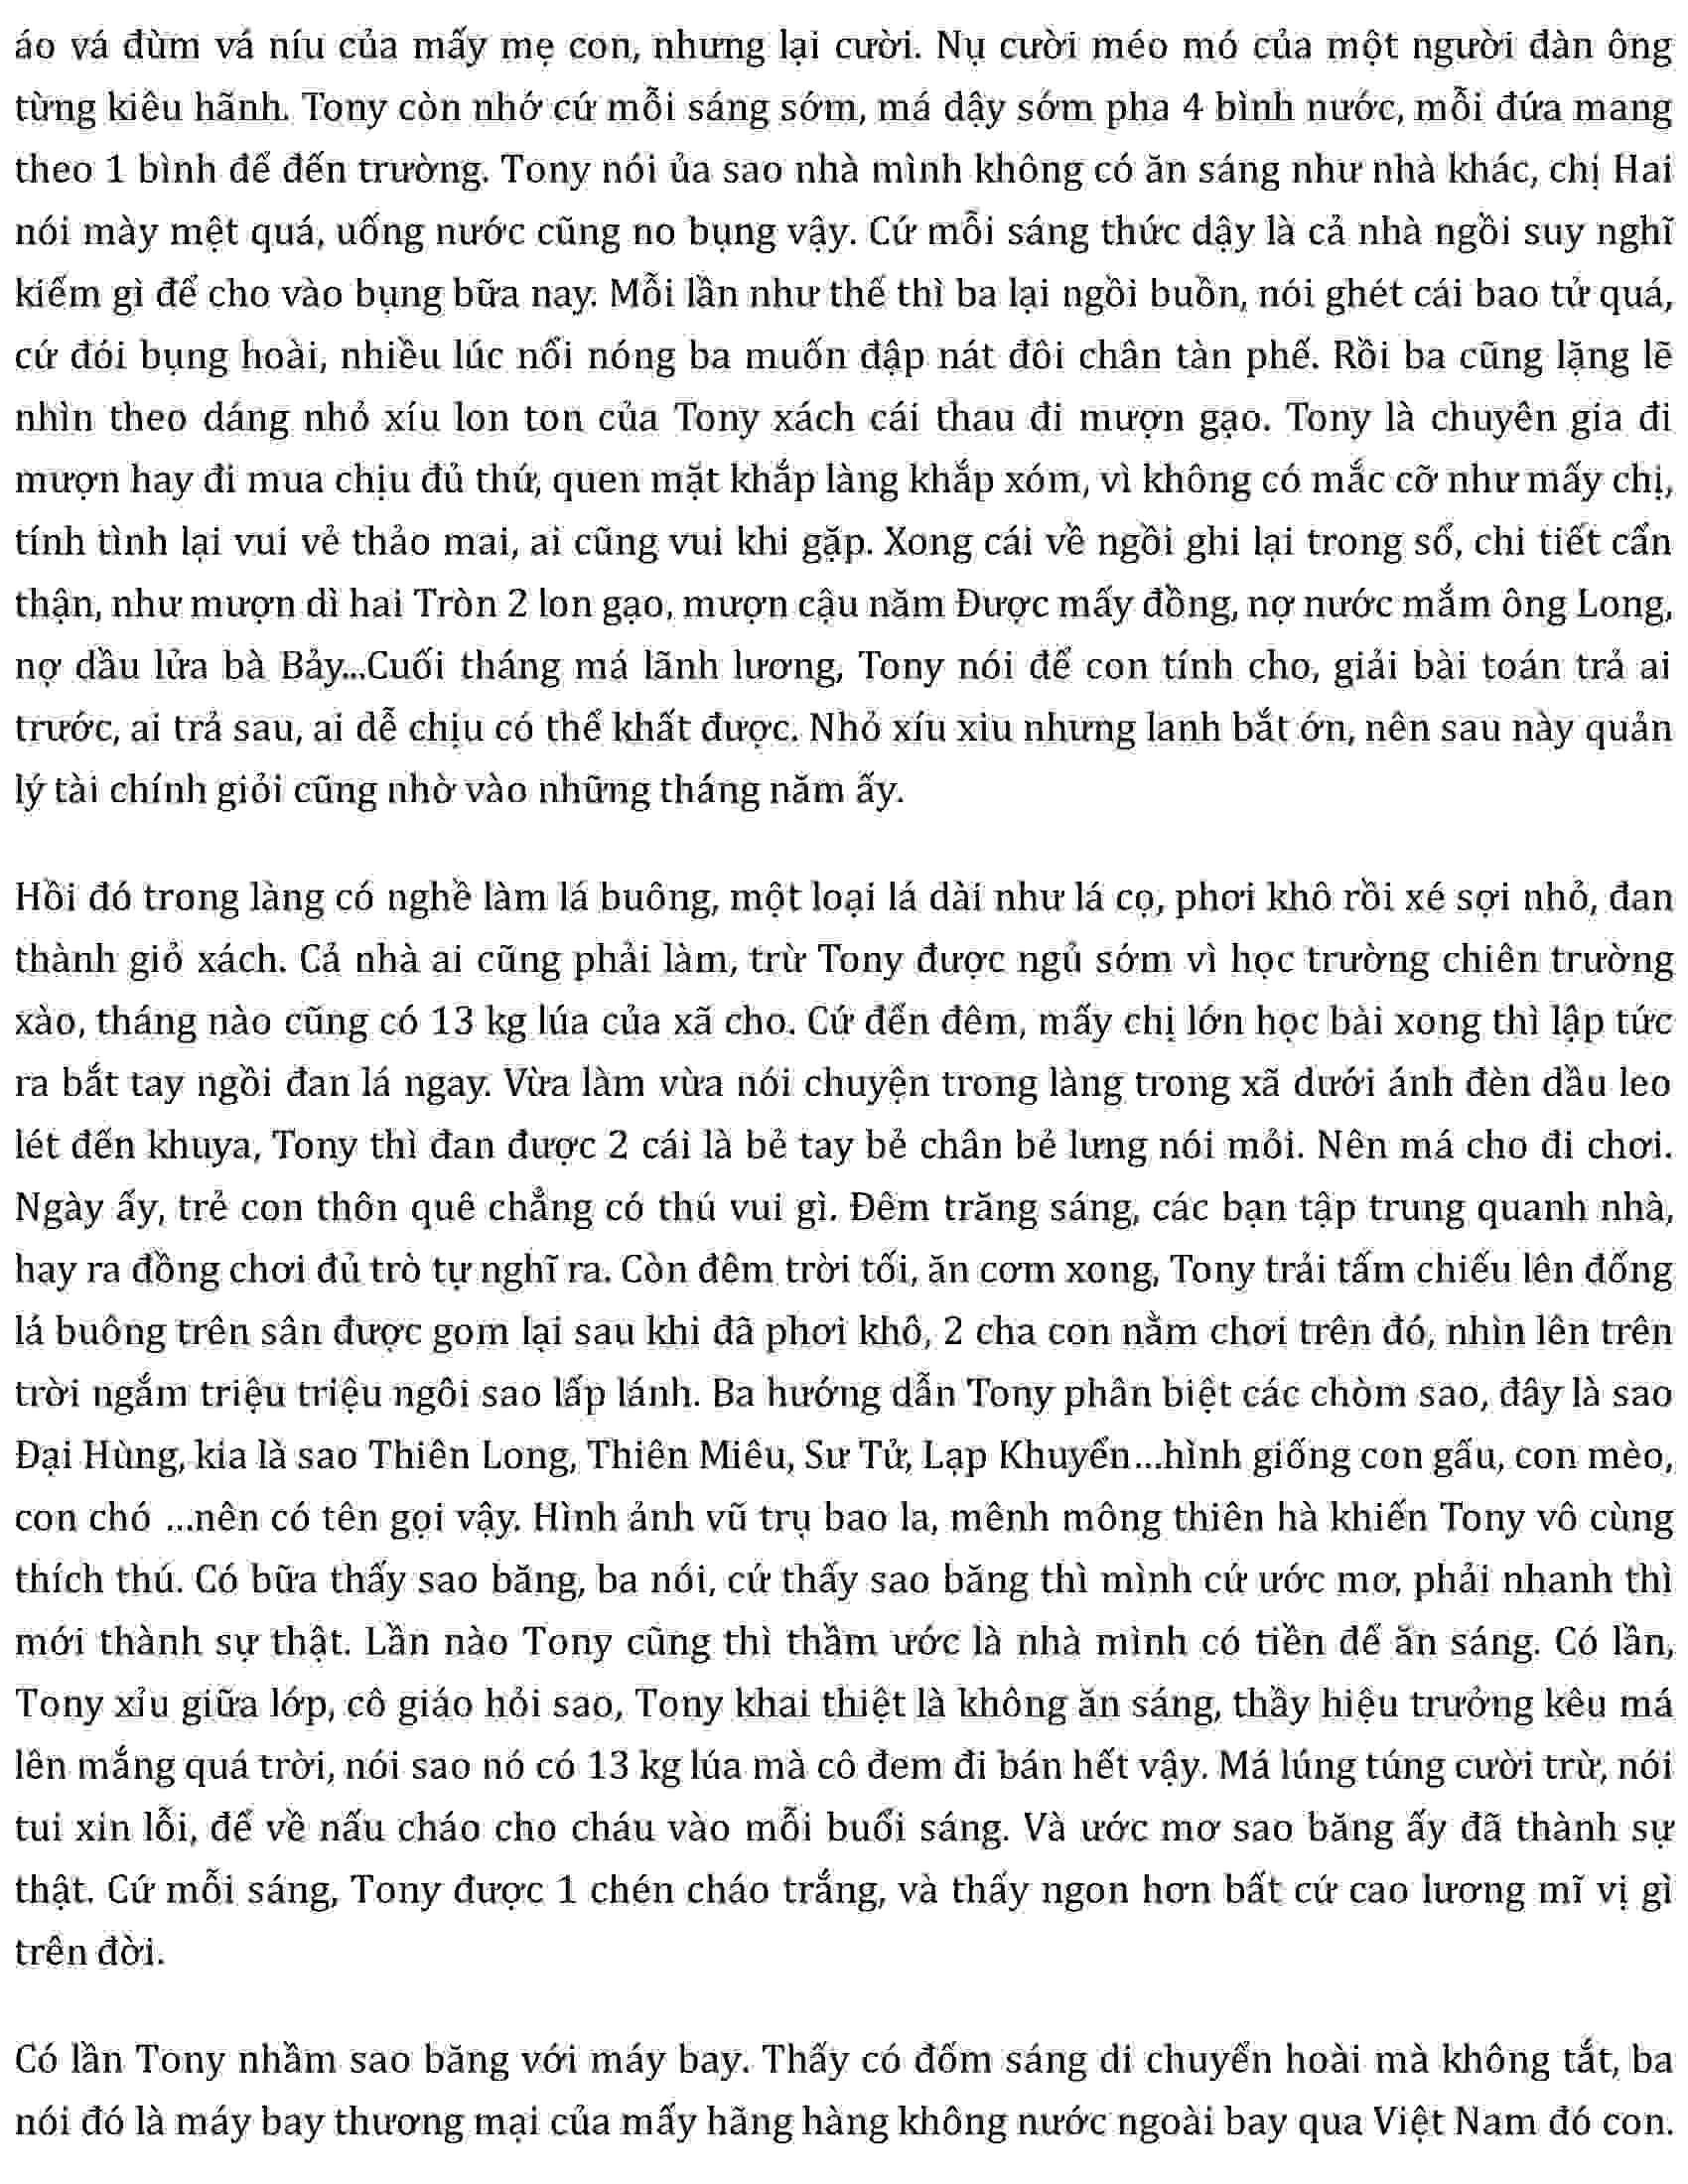 áo vá đùm vá níu của mấy mẹ con, nhưng lại cười. Nụ cười méo mó của một người đàn ông
từng kiêu hãnh. Tony còn nhớ cứ mỗi sáng sớm, má dậy sớm pha 4 bình nước, mỗi đứa mang
theo 1 bình để đến trường. Tony nói ủa sao nhà mình không có ăn sáng như nhà khác, chị Hai
nói mày mệt quá, uống nước cũng no bụng vậy. Cứ mỗi sáng thức dậy là cả nhà ngồi suy nghĩ
kiếm gì để cho vào bụng bữa nay. Mỗi lần như thế thì ba lại ngồi buồn, nói ghét cái bao tử quá,
cứ đói bụng hoài, nhiều lúc nổi nóng ba muốn đập nát đôi chân tàn phế. Rồi ba cũng lặng lẽ
nhìn theo dáng nhỏ xíu lon ton của Tony xách cái thau đi mượn gạo. Tony là chuyên gia đi
mượn hay đi mua chịu đủ thứ, quen mặt khắp làng khắp xóm, vì không có mắc cỡ như mấy chị,
tính tình lại vui vẻ thảo mai, ai cũng vui khi gặp. Xong cái về ngồi ghi lại trong sổ, chi tiết cẩn
thận, như mượn dì hai Tròn 2 lon gạo, mượn cậu năm Được mấy đồng, nợ nước mắm ông Long,
nợ dầu lửa bà Bảy...Cuối tháng má lãnh lương, Tony nói để con tính cho, giải bài toán trả ai
trước, ai trả sau, ai dễ chịu có thể khất được. Nhỏ xíu xiu nhưng lanh bắt ớn, nên sau này quản
lý tài chính giỏi cũng nhờ vào những tháng năm ấy.
Hồi đó trong làng có nghề làm lá buông, một loại lá dài như lá cọ, phơi khô rồi xé sợi nhỏ, đan
thành giỏ xách. Cả nhà ai cũng phải làm, trừ Tony được ngủ sớm vì học trường chiên trường
xào, tháng nào cũng có 13 kg lúa của xã cho. Cứ đến đêm, mấy chị lớn học bài xong thì lập tức
ra bắt tay ngồi đan lá ngay. Vừa làm vừa nói chuyện trong làng trong xã dưới ánh đèn dầu leo
lét đến khuya, Tony thì đan được 2 cái là bẻ tay bẻ chân bẻ lưng nói mỏi. Nên má cho đi chơi.
Ngày ấy, trẻ con thôn quê chẳng có thú vui gì. Đêm trăng sáng, các bạn tập trung quanh nhà,
hay ra đồng chơi đủ trò tự nghĩ ra. Còn đêm trời tối, ăn cơm xong, Tony trải tấm chiếu lên đống
lá buông trên sân được gom lại sau khi đã phơi khô, 2 cha con nằm chơi trên đó, nhìn lên trên
trời ngắm triệu triệu ngôi sao lấp lánh. Ba hướng dẫn Tony phân biệt các chòm sao, đây là sao
Đại Hùng, kia là sao Thiên Long, Thiên Miêu, Sư Tử, Lạp Khuyển...hình giống con gấu, con mèo,
con chó ...nên có tên gọi vậy. Hình ảnh vũ trụ bao la, mênh mông thiên hà khiến Tony vô cùng
thích thú. Có bữa thấy sao băng, ba nói, cứ thấy sao băng thì mình cứ ước mơ, phải nhanh thì
mới thành sự thật. Lần nào Tony cũng thì thầm ước là nhà mình có tiền để ăn sáng. Có lần,
Tony xỉu giữa lớp, cô giáo hỏi sao, Tony khai thiệt là không ăn sáng, thầy hiệu trưởng kêu má
lên mắng quá trời, nói sao nó có 13 kg lúa mà cô đem đi bán hết vậy. Má lúng túng cười trừ, nói
tui xin lỗi, để về nấu cháo cho cháu vào mỗi buổi sáng. Và ước mơ sao băng ấy đã thành sự
thật. Cứ mỗi sáng, Tony được 1 chén cháo trắng, và thấy ngon hơn bất cứ cao lương mĩ vị gì
trên đời.
Có lần Tony nhầm sao băng với máy bay. Thấy có đốm sáng di chuyển hoài mà không tắt, ba
nói đó là máy bay thương mại của mấy hãng hàng không nước ngoài bay qua Việt Nam đó con.